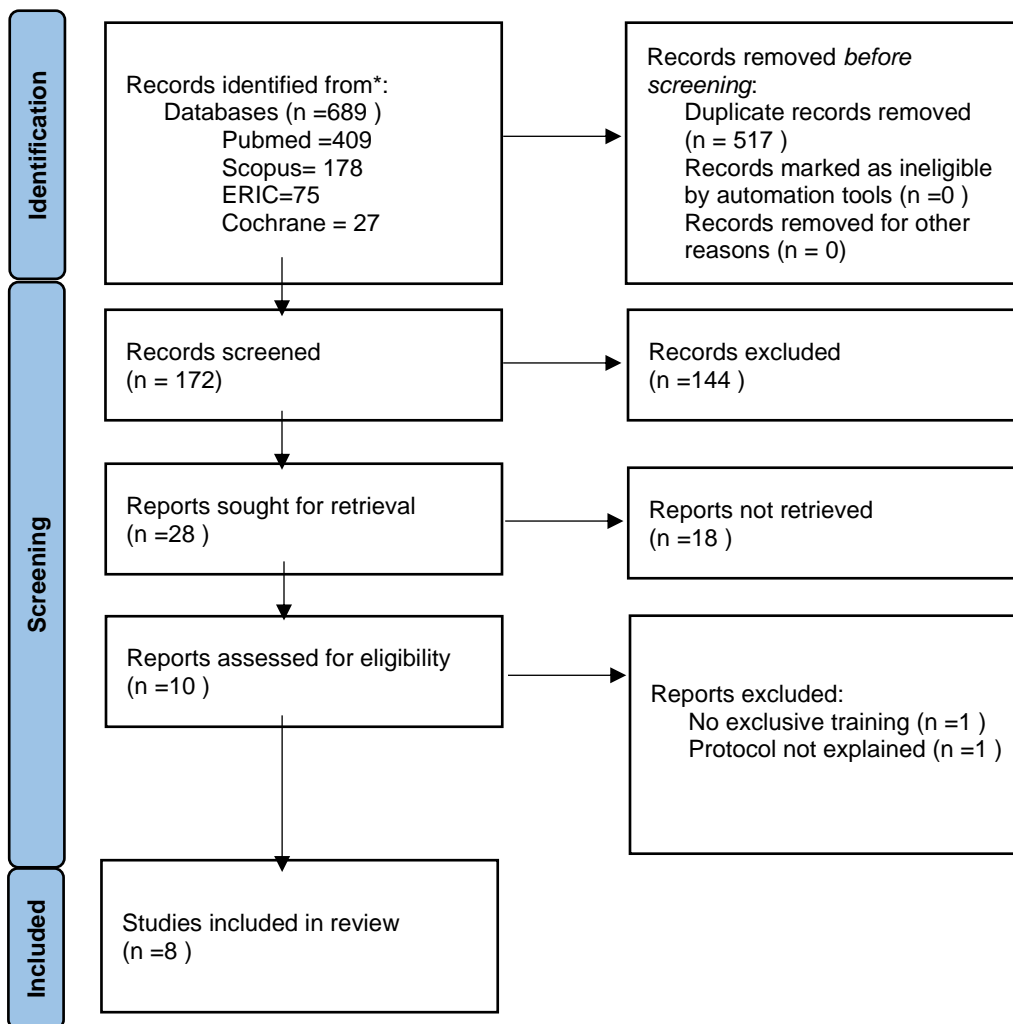 Identification
Records identified from*:
Databases (n =689 )
Pubmed =409
Scopus= 178
ERIC=75
Cochrane = 27
Records removed before
screening:
Duplicate records removed
(n = 517 )
Records marked as ineligible
by automation tools (n =0 )
Records removed for other
reasons (n = 0)
Screening
Records screened
(n = 172)
Records excluded
(n =144 )
Reports sought for retrieval
(n =28 )
Reports not retrieved
(n =18 )
Reports assessed for eligibility
(n =10 )
Reports excluded:
No exclusive training (n =1 )
Protocol not explained (n =1 )
Included
Studies included in review
(n =8 )